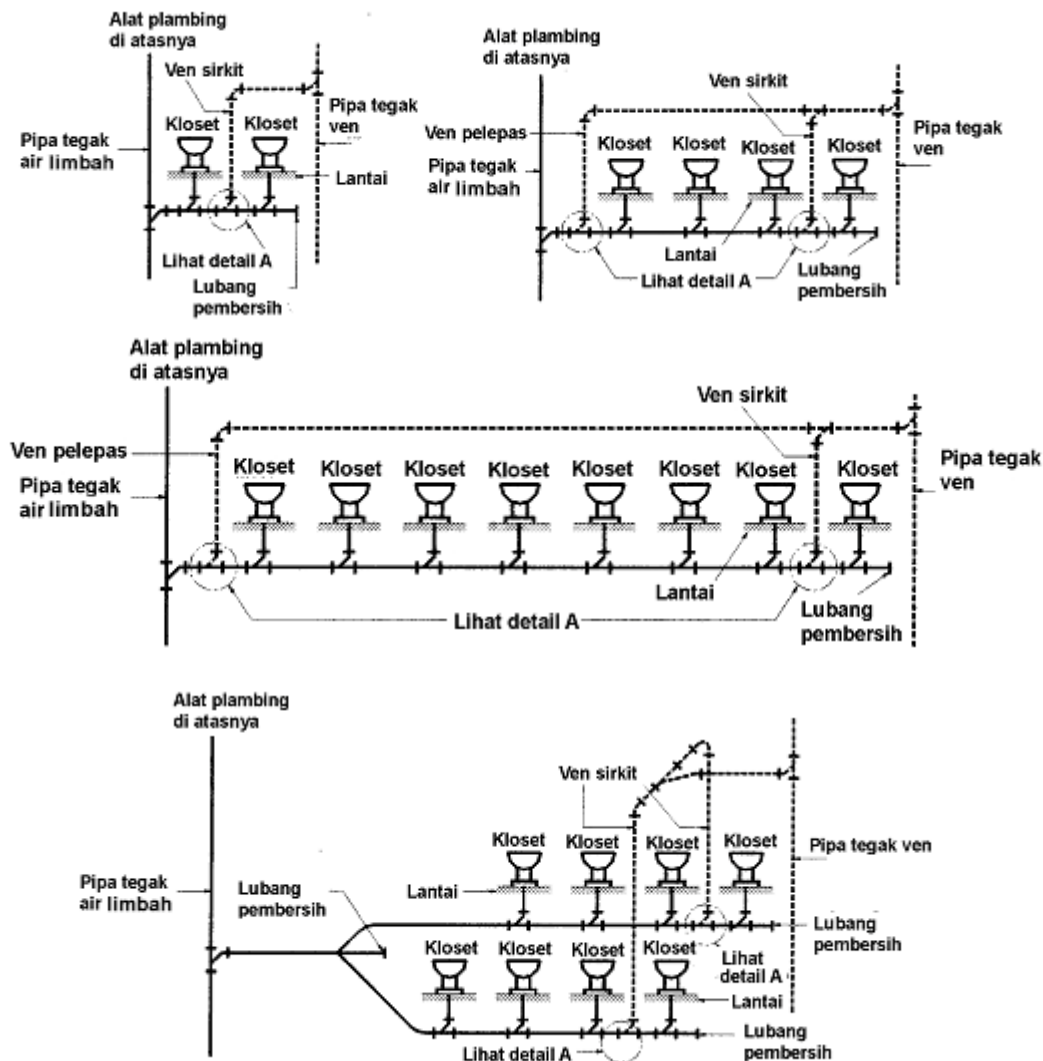 Alat plambing
di atasnya
Ven sirkit
Kloset
Kloset
Pipa tegak
ven
Pipa tegak
air limbah
Lantai
Lihat detail A
Lubang
pembersih
Alat plambing
di atasnya
Ven sirkit
Ven pelepas
Pipa tegak
air limbah
Kloset
Kloset
Kloset
Kloset
Pipa tegak
ven
Lantai
Lihat detail A
Lubang
pembersih
Alat plambing
di atasnya
Ven sirkit
Ven pelepas
Pipa tegak
air limbah
Kloset
Kloset
Kloset
Kloset
Kloset
Kloset
Kloset
Kloset
Pipa tegak
ven
Lantai
Lihat detail A
Lubang
pembersih
Alat plambing
di atasnya
Ven sirkit
Kloset
Kloset
Kloset
Kloset
Pipa tegak ven
Pipa tegak
air limbah
Lubang
pembersih
Lantai
Lubang
pembersih
Kloset
Kloset
Kloset
Kloset
Lihat
detail A
Lantai
Lubang
pembersih
Lihat detail A